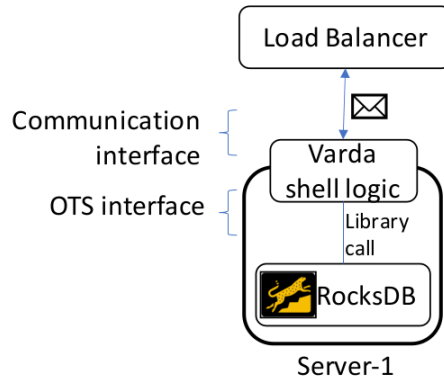 Load Balancer
Communication
interface
Varda
shell logic
OTS interface
Library
call
RocksDB
Server-1